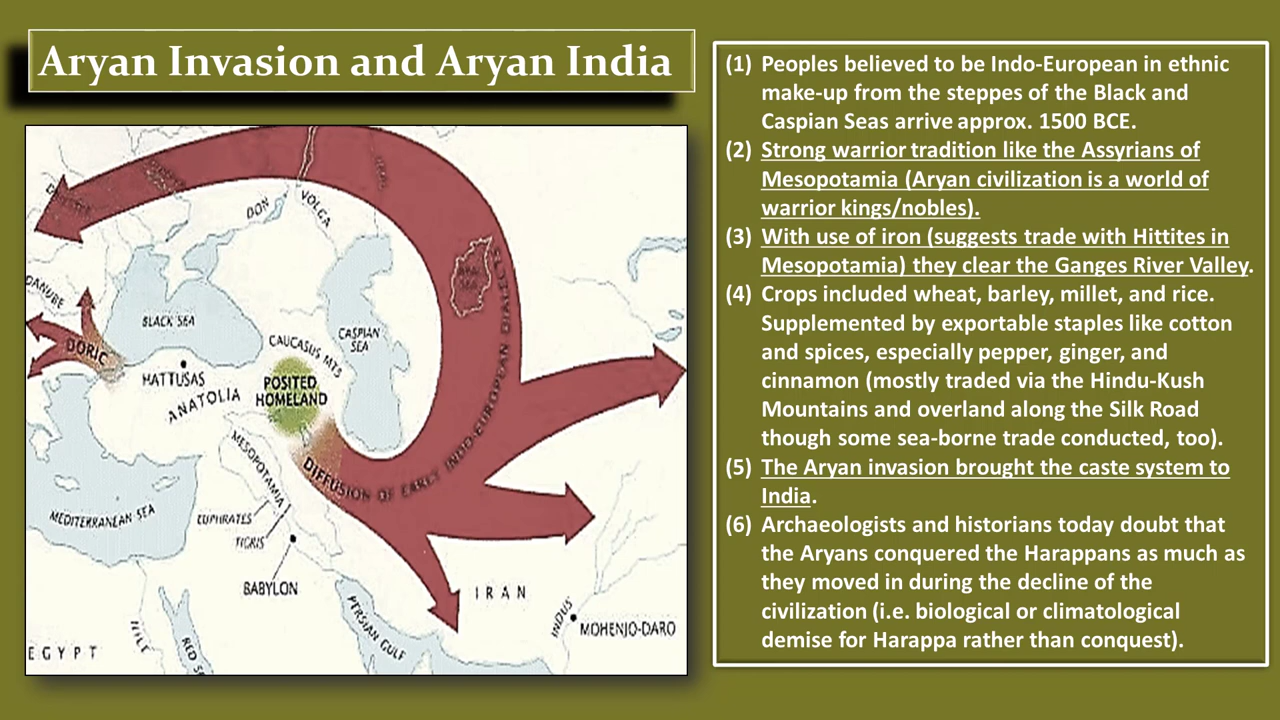 Aryan Invasion and Aryan India
(1) Peoples believed to be Indo-European in ethnic
make-up from the steppes of the Black and
Caspian Seas arrive approx. 1500 BCE.
(2) Strong warrior tradition like the Assyrians of
Mesopotamia (Aryan civilization is a world of
warrior kings/nobles).
(3) With use of iron (suggests trade with Hittites in
Mesopotamia) they clear the Ganges River Valley.
(4) Crops included wheat, barley, millet, and rice.
Supplemented by exportable staples like cotton
and spices, especially pepper, ginger, and
cinnamon (mostly traded via the Hindu-Kush
Mountains and overland along the Silk Road
though some sea-borne trade conducted, too).
(5) The Aryan invasion brought the caste system to
India.
(6) Archaeologists and historians today doubt that
the Aryans conquered the Harappans as much as
they moved in during the decline of the
civilization (i.e. biological or climatological
demise for Harappa rather than conquest).
DON
VOLGA
DANUBE
BLACK SEA
CASPIAN
SEA
CAUCASUS MTS
DORIC
HATTUSAS
ANATOLIA
POSITED
HOMELAND
MESOPOTAMIA
DIFFUSION OF EARLY INDO-EUROPEAN
MEDITERRANEAN SEA
EUPHRATES
TIGRIS
BABYLON
IRAN
PERSIAN GULF
INDUS
MOHENJO-DARO
EGYPT
NILE
RED